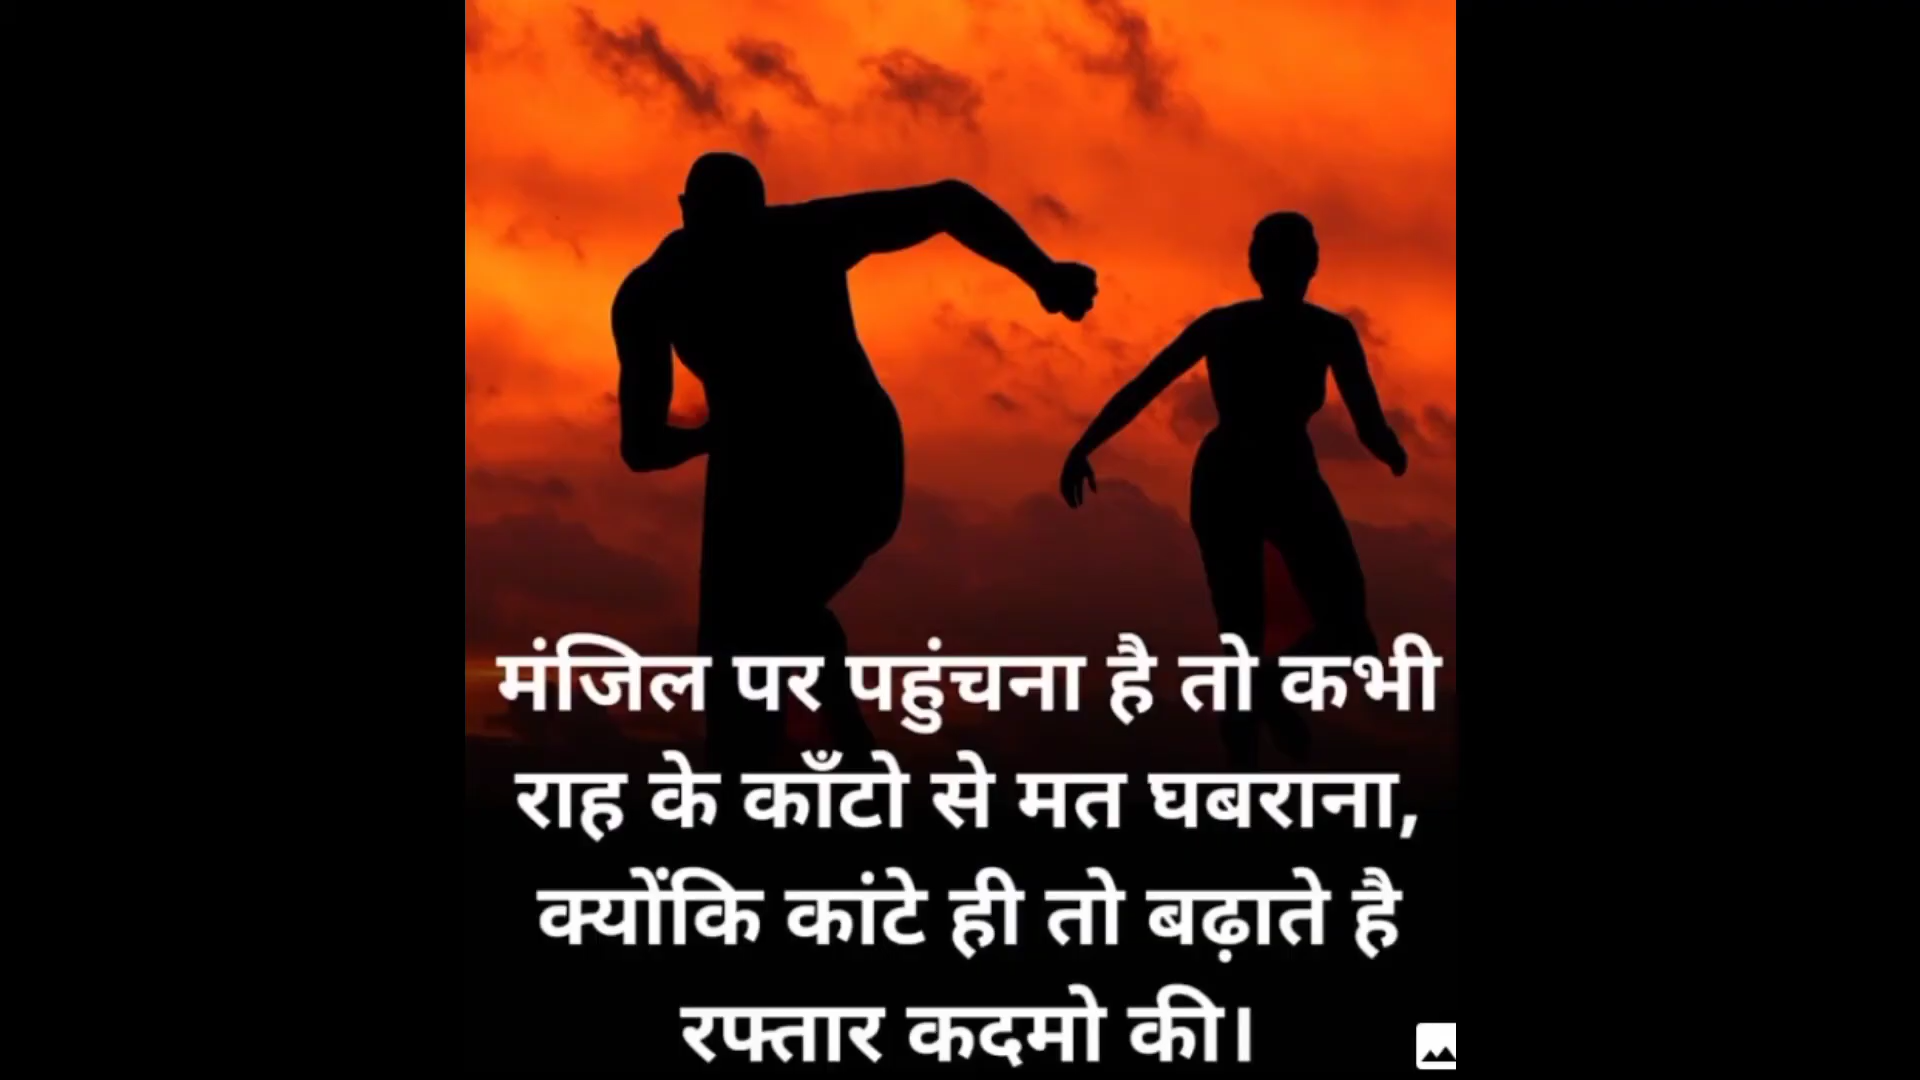 मंजिल पर पहुंचना है तो कभी
राह के काँटो से मत घबराना,
क्योंकि कांटे ही तो बढ़ाते है
रफ्तार कदमो की।